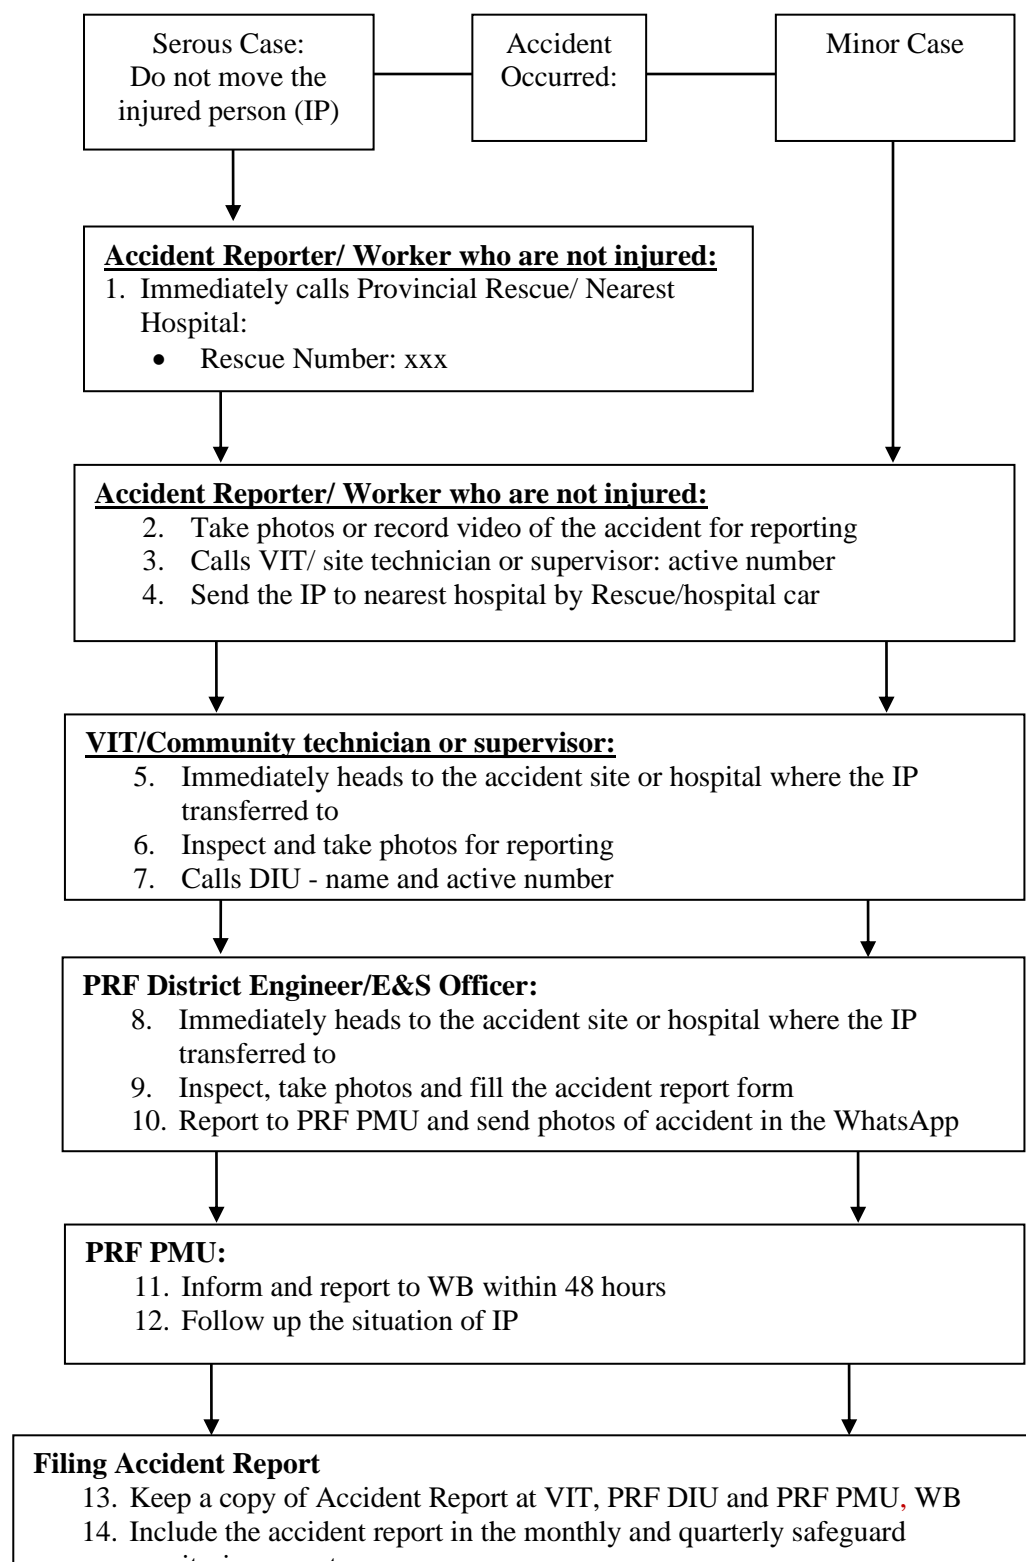 Serous Case:
Do not move the
injured person (IP)
Accident
Occurred:
Minor Case
Accident Reporter/ Worker who are not injured:
1. Immediately calls Provincial Rescue/ Nearest
Hospital:
• Rescue Number: xxx
Accident Reporter/ Worker who are not injured:
2. Take photos or record video of the accident for reporting
3. Calls VIT/ site technician or supervisor: active number
4. Send the IP to nearest hospital by Rescue/hospital car
VIT/Community technician or supervisor:
5. Immediately heads to the accident site or hospital where the IP
transferred to
6. Inspect and take photos for reporting
7. Calls DIU - name and active number
PRF District Engineer/E&S Officer:
8. Immediately heads to the accident site or hospital where the IP
transferred to
9. Inspect, take photos and fill the accident report form
10. Report to PRF PMU and send photos of accident in the WhatsApp
PRF PMU:
11. Inform and report to WB within 48 hours
12. Follow up the situation of IP
Filing Accident Report
13. Keep a copy of Accident Report at VIT, PRF DIU and PRF PMU, WB
14. Include the accident report in the monthly and quarterly safeguard